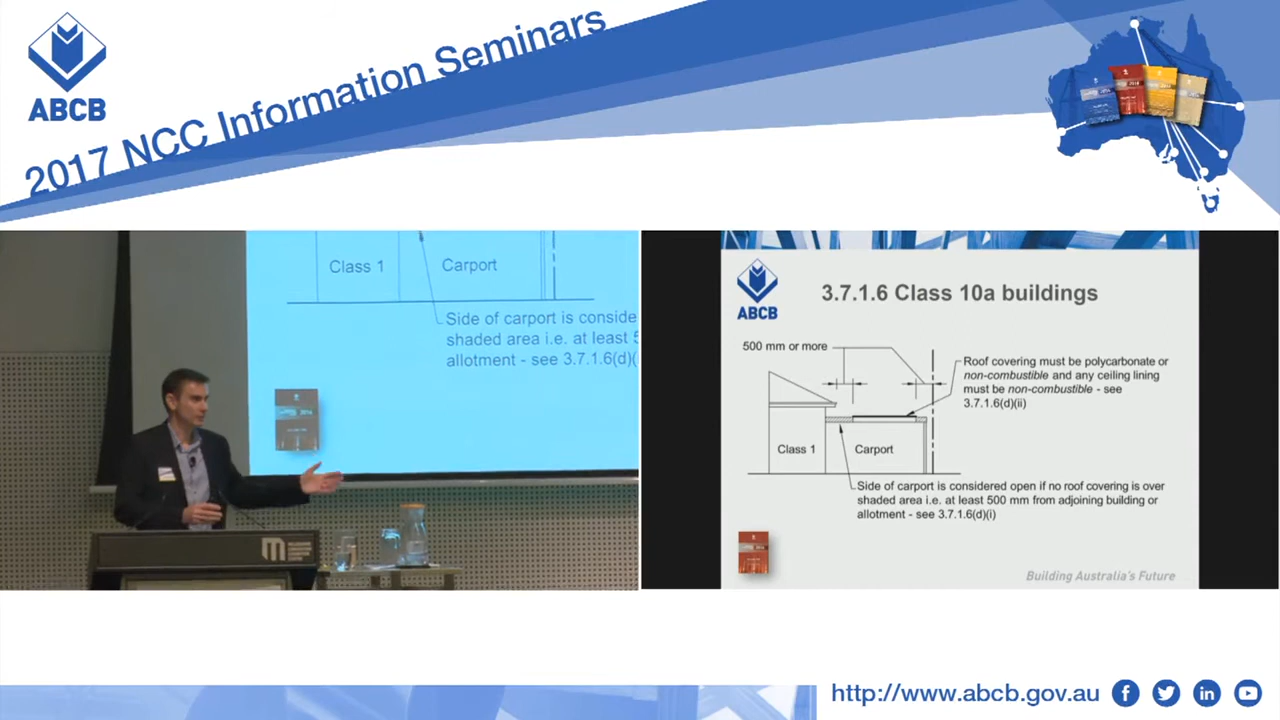 ABCB
2017 NCC Information Seminars
Class 1
Carport
Side of carport is conside
shaded area i.e. at least 5
allotment - see 3.7.1.6(d)(
ABCB
3.7.1.6 Class 10a buildings
500 mm or more
Roof covering must be polycarbonate or
non-combustible and any ceiling lining
must be non-combustible - see
3.7.1.6(d)(ii)
Class 1
Carport
Side of carport is considered open if no roof covering is over
shaded area i.e. at least 500 mm from adjoining building or
allotment - see 3.7.1.6(d)(i)
Building Australia's Future
http://www.abcb.gov.au